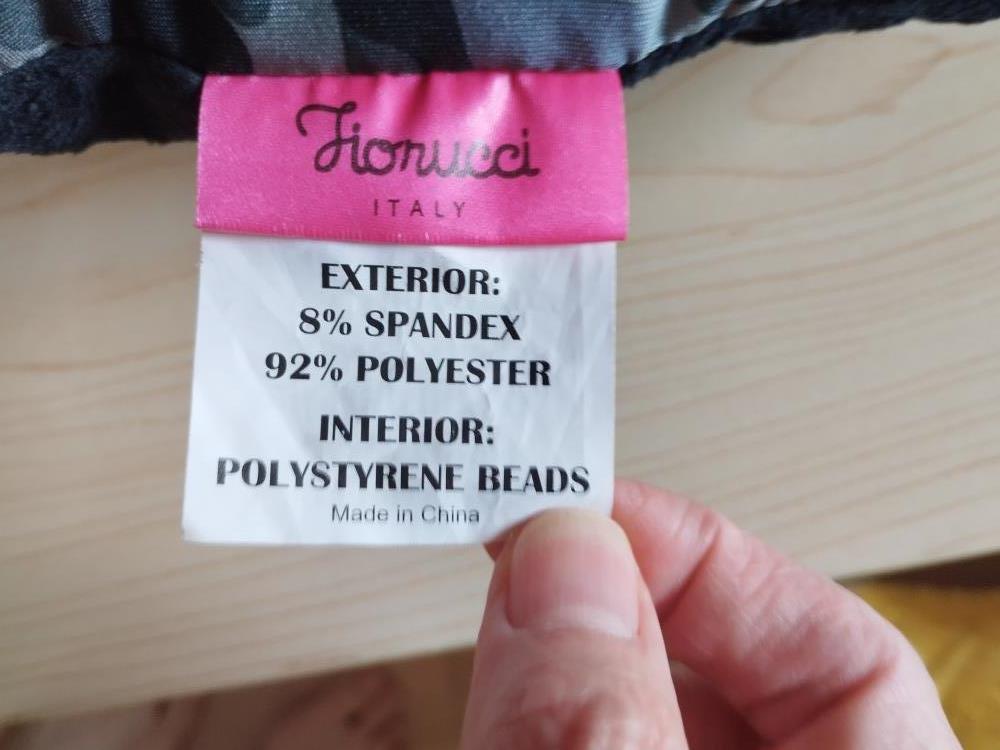 Fiorucci
ITALY
EXTERIOR:
8% SPANDEX
92% POLYESTER
INTERIOR:
POLYSTYRENE BEADS
Made in China